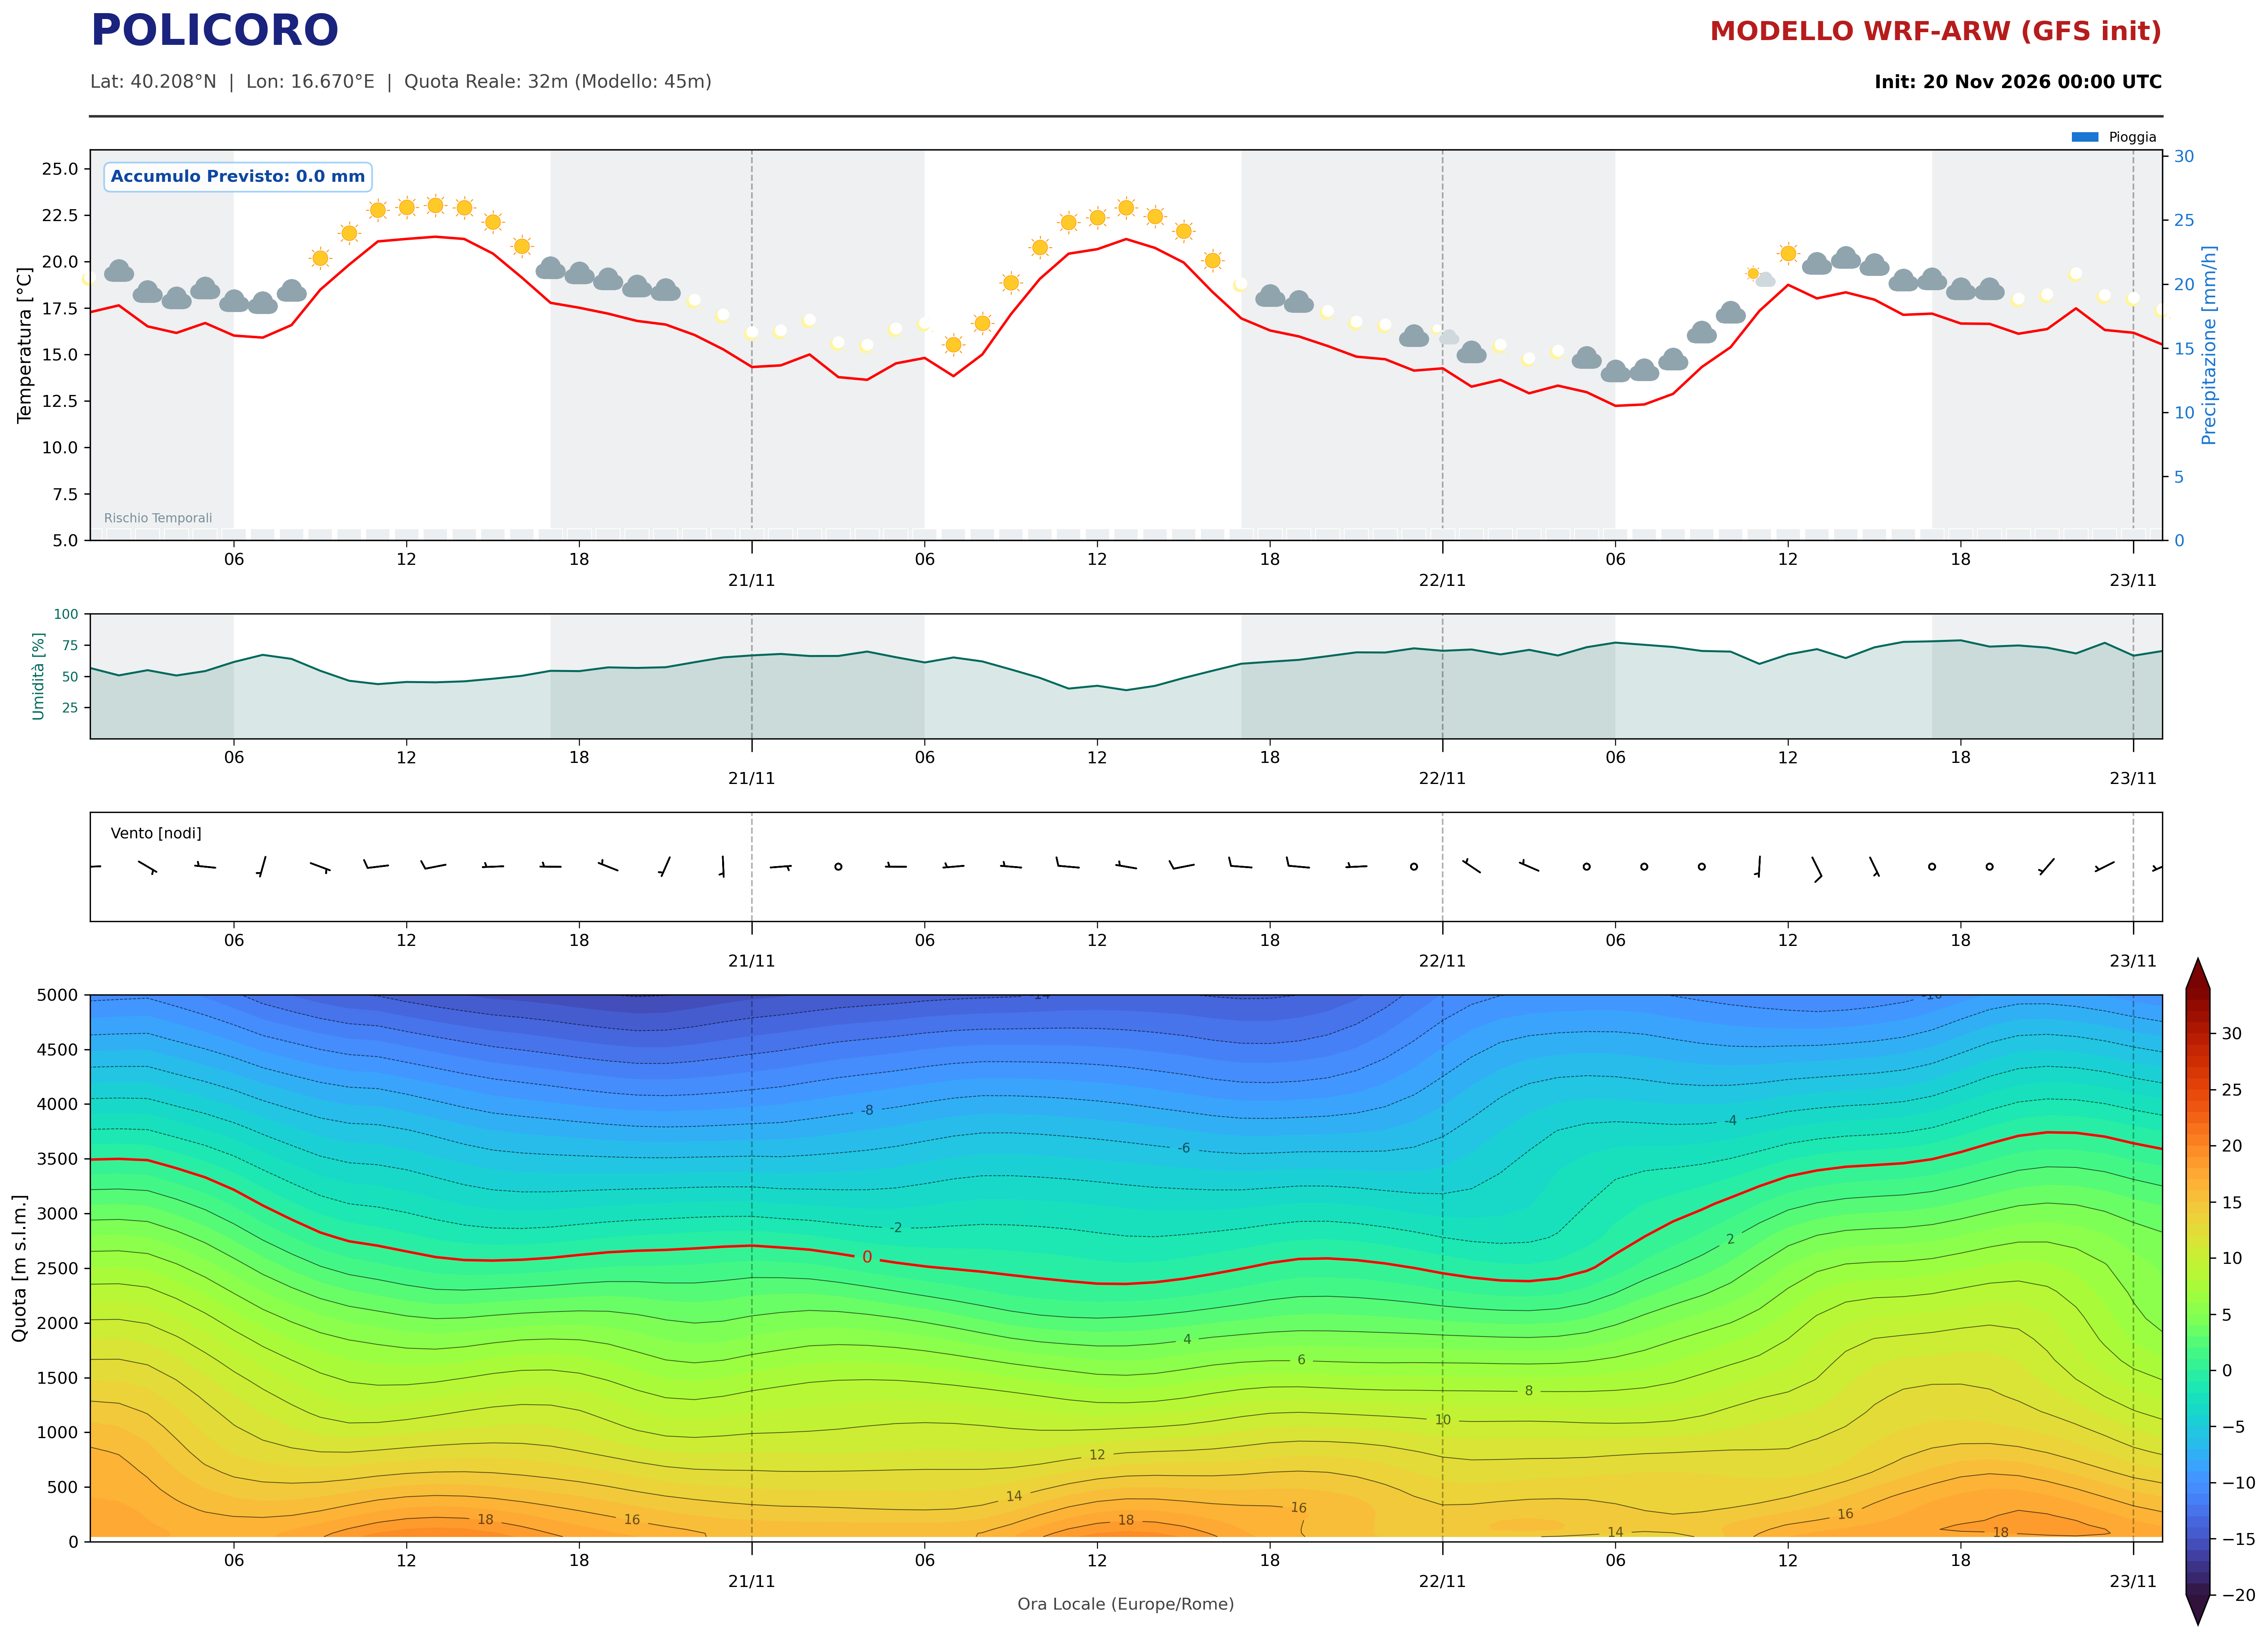 POLICORO
MODELLO WRF-ARW (GFS init)
Lat: 40.208°N | Lon: 16.670°E | Quota Reale: 32m (Modello: 45m)
Init: 20 Nov 2026 00:00 UTC
Pioggia
Accumulo Previsto: 0.0 mm
Temperatura [°C]
25.0
22.5
20.0
17.5
15.0
12.5
10.0
7.5
5.0
Rischio Temporali
Precipitazione [mm/h]
30
25
20
15
10
5
0
06 12 18 06 12 18 06 12 18
21/11 22/11 23/11
Umidità [%]
100
75
50
25
06 12 18 06 12 18 06 12 18
21/11 22/11 23/11
Vento [nodi]
06 12 18 06 12 18 06 12 18
21/11 22/11 23/11
Quota [m s.l.m.]
5000
4500
4000
3500
3000
2500
2000
1500
1000
500
0
-8
-6
-4
-2
0
2
4
6
8
10
12
14
16
18
16
18
16
14
16
18
06 12 18 06 12 18 06 12 18
21/11 22/11 23/11
Ora Locale (Europe/Rome)
30
25
20
15
10
5
0
−5
−10
−15
−20